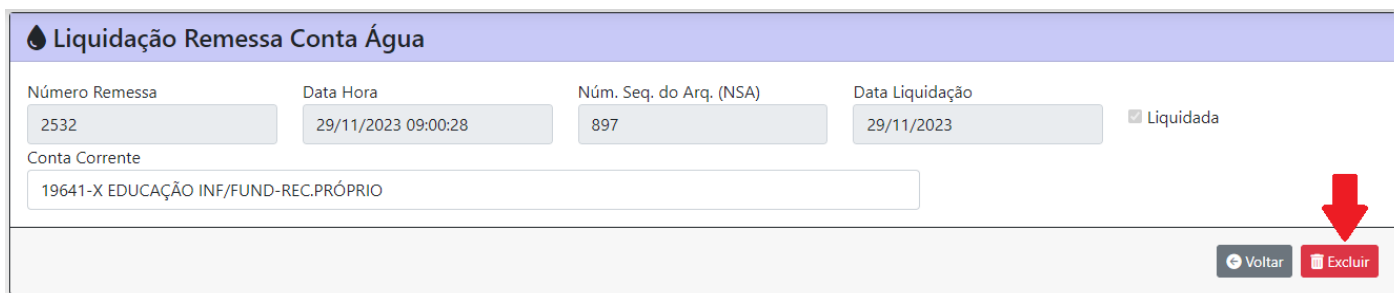 Liquidação Remessa Conta Água
Número Remessa Data Hora Núm. Seq. do Arq. (NSA) Data Liquidação
2532 29/11/2023 09:00:28 897 29/11/2023 Liquidada
Conta Corrente
19641-X EDUCAÇÃO INF/FUND-REC.PRÓPRIO
Voltar Excluir